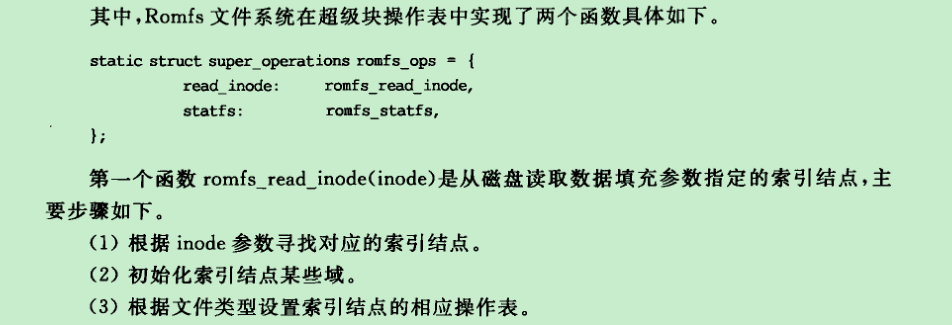 其中,Romfs 文件系统在超级块操作表中实现了两个函数具体如下。
static struct super_operations romfs_ops = {
read_inode: romfs_read_inode,
statfs: romfs_statfs,
};
第一个函数 romfs_read_inode(inode)是从磁盘读取数据填充参数指定的索引结点,主
要步骤如下。
(1) 根据 inode 参数寻找对应的索引结点。
(2) 初始化索引结点某些域。
(3) 根据文件类型设置索引结点的相应操作表。